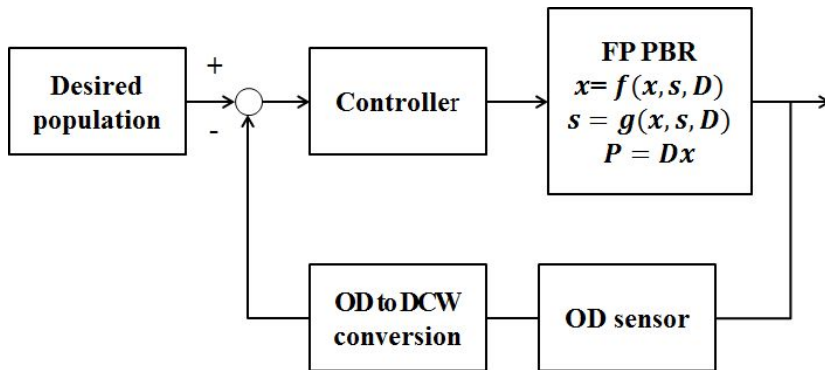 Desired
population
+
-
Controller
FP PBR
x= f(x, s, D)
s = g(x, s, D)
P = Dx
OD to DCW
conversion
OD sensor